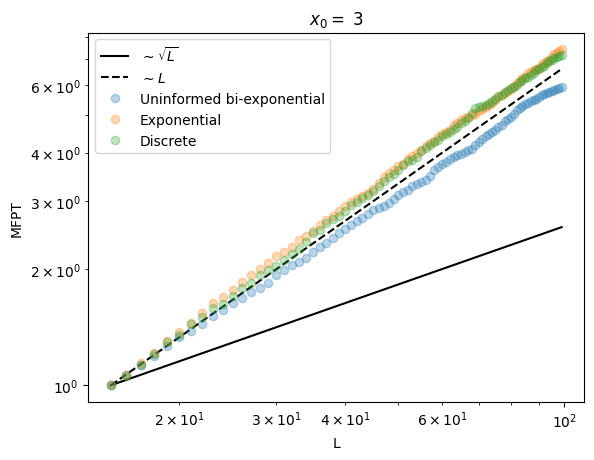 x₀ = 3
∼√L
∼ L
Uninformed bi-exponential
Exponential
Discrete
6 × 10⁰
4 × 10⁰
3 × 10⁰
2 × 10⁰
10⁰
MFPT
2 × 10¹
3 × 10¹
4 × 10¹
6 × 10¹
10²
L